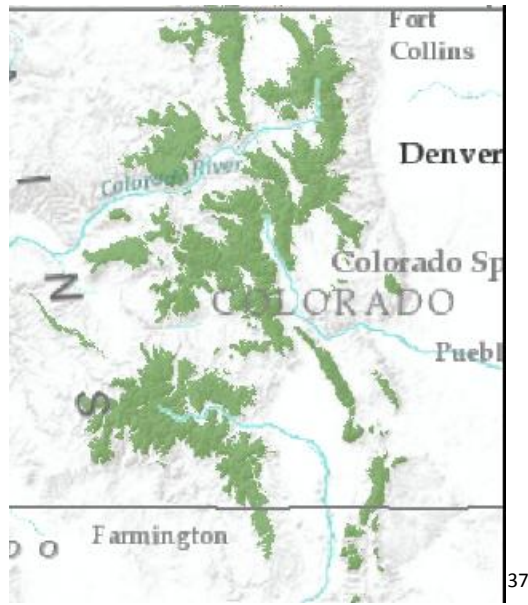 Fort
Collins
Denver
Colorado River
I
Colorado Sp
N
COLORADO
Puebl
S
Farmington
D O
37